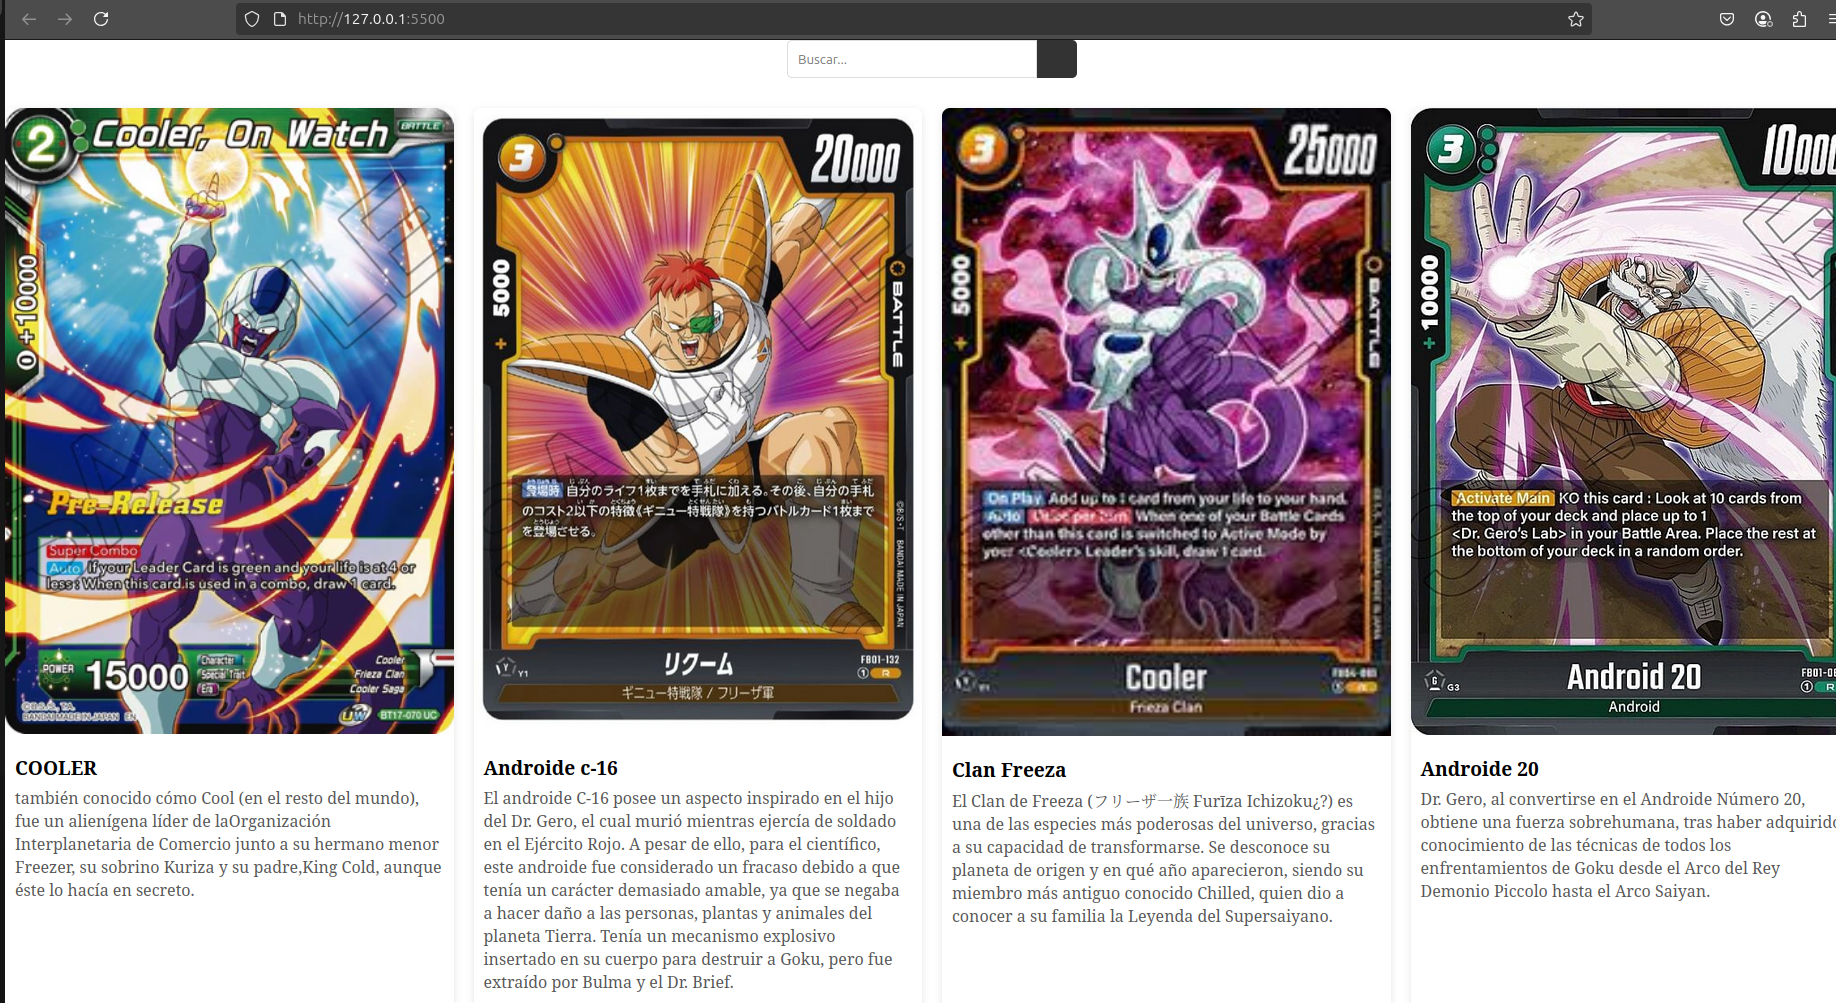 http://127.0.0.1:5500
Buscar...
2
Cooler, On Watch
BATTLE
0 +10000
Pre-Release
Super Combo
Auto If your Leader Card is green and your life is at 4 or
less: When this card is used in a combo, draw 1 card.
POWER 15000
Character
Special Trait
Era
Cooler
Frieza Clan
Cooler Saga
BANDAI MADE IN JAPAN EN
UW
BT17-070 UC
COOLER
también conocido cómo Cool (en el resto del mundo),
fue un alienígena líder de laOrganización
Interplanetaria de Comercio junto a su hermano menor
Freezer, su sobrino Kuriza y su padre,King Cold, aunque
éste lo hacía en secreto.
3
20000
+ 5000
BATTLE
登場時 自分のライフ1枚までを手札に加える。その後、自分の手札
のコスト2以下の特徴《ギニュー特戦隊》を持つバトルカード1枚まで
を登場させる。
BANDAI MADE IN JAPAN
Y Y1
リクーム
FB01-132
1 R
ギニュー特戦隊 / フリーザ軍
Androide c-16
El androide C-16 posee un aspecto inspirado en el hijo
del Dr. Gero, el cual murió mientras ejercía de soldado
en el Ejército Rojo. A pesar de ello, para el científico,
este androide fue considerado un fracaso debido a que
tenía un carácter demasiado amable, ya que se negaba
a hacer daño a las personas, plantas y animales del
planeta Tierra. Tenía un mecanismo explosivo
insertado en su cuerpo para destruir a Goku, pero fue
extraído por Bulma y el Dr. Brief.
3
25000
+ 5000
BATTLE
On Play Add up to 1 card from your life to your hand.
Auto Once per turn When one of your Battle Cards
other than this card is switched to Active Mode by
your <Cooler> Leader's skill, draw 1 card.
Cooler
Frieza Clan
Clan Freeza
El Clan de Freeza (フリーザ一族 Furīza Ichizoku¿?) es
una de las especies más poderosas del universo, gracias
a su capacidad de transformarse. Se desconoce su
planeta de origen y en qué año aparecieron, siendo su
miembro más antiguo conocido Chilled, quien dio a
conocer a su familia la Leyenda del Supersaiyano.
3
1000
+ 10000
Activate Main KO this card : Look at 10 cards from
the top of your deck and place up to 1
<Dr. Gero's Lab> in your Battle Area. Place the rest at
the bottom of your deck in a random order.
G G3
Android 20
FB01-0
1 R
Android
Androide 20
Dr. Gero, al convertirse en el Androide Número 20,
obtiene una fuerza sobrehumana, tras haber adquirido
conocimiento de las técnicas de todos los
enfrentamientos de Goku desde el Arco del Rey
Demonio Piccolo hasta el Arco Saiyan.